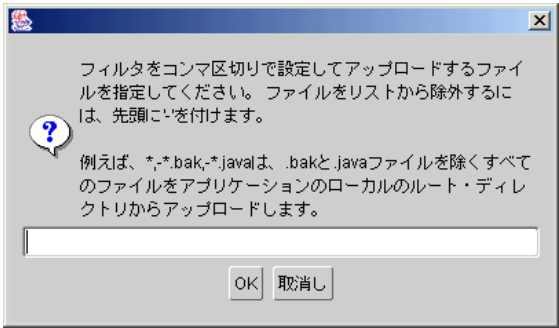 フィルタをコンマ区切りで設定してアップロードするファイ
ルを指定してください。 ファイルをリストから除外するに
は、先頭に'-'を付けます。
例えば、*,-*.bak,-*.javaは、.bakと.javaファイルを除くすべて
のファイルをアプリケーションのローカルのルート・ディレ
クトリからアップロードします。
OK 取消し